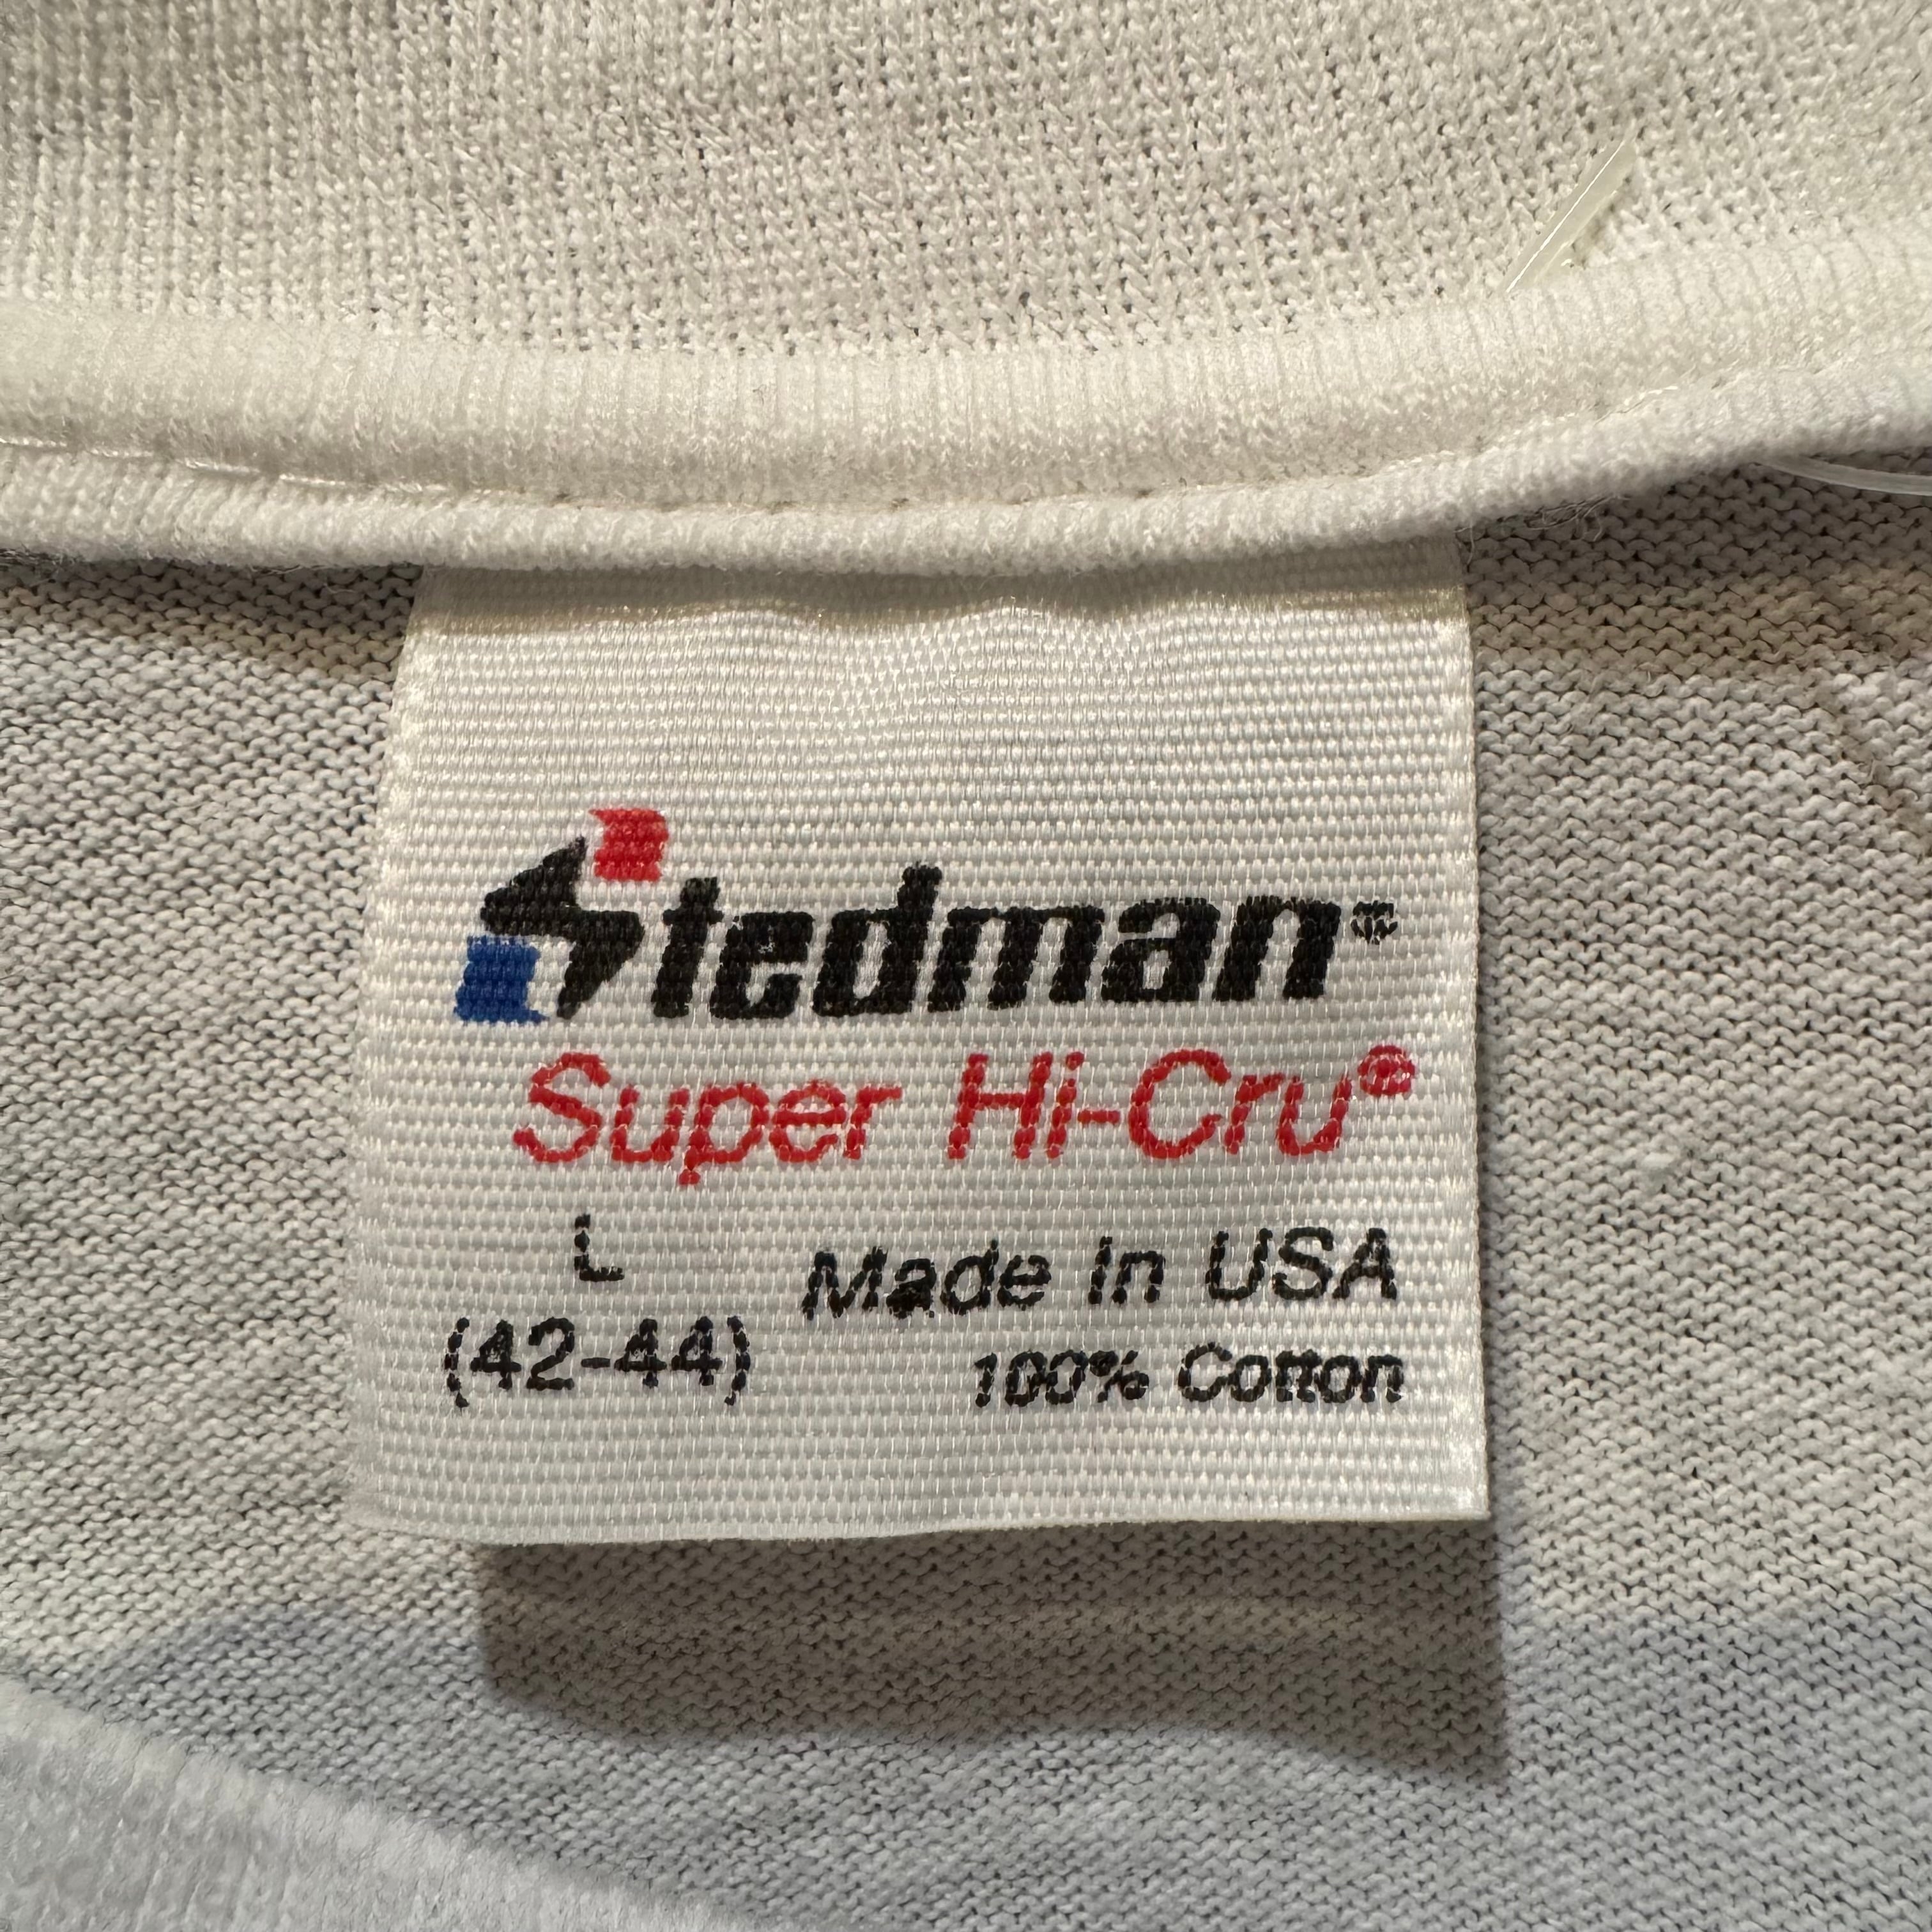 Stedman®
Super Hi-Cru®
L
(42-44)
Made In USA
100% Cotton